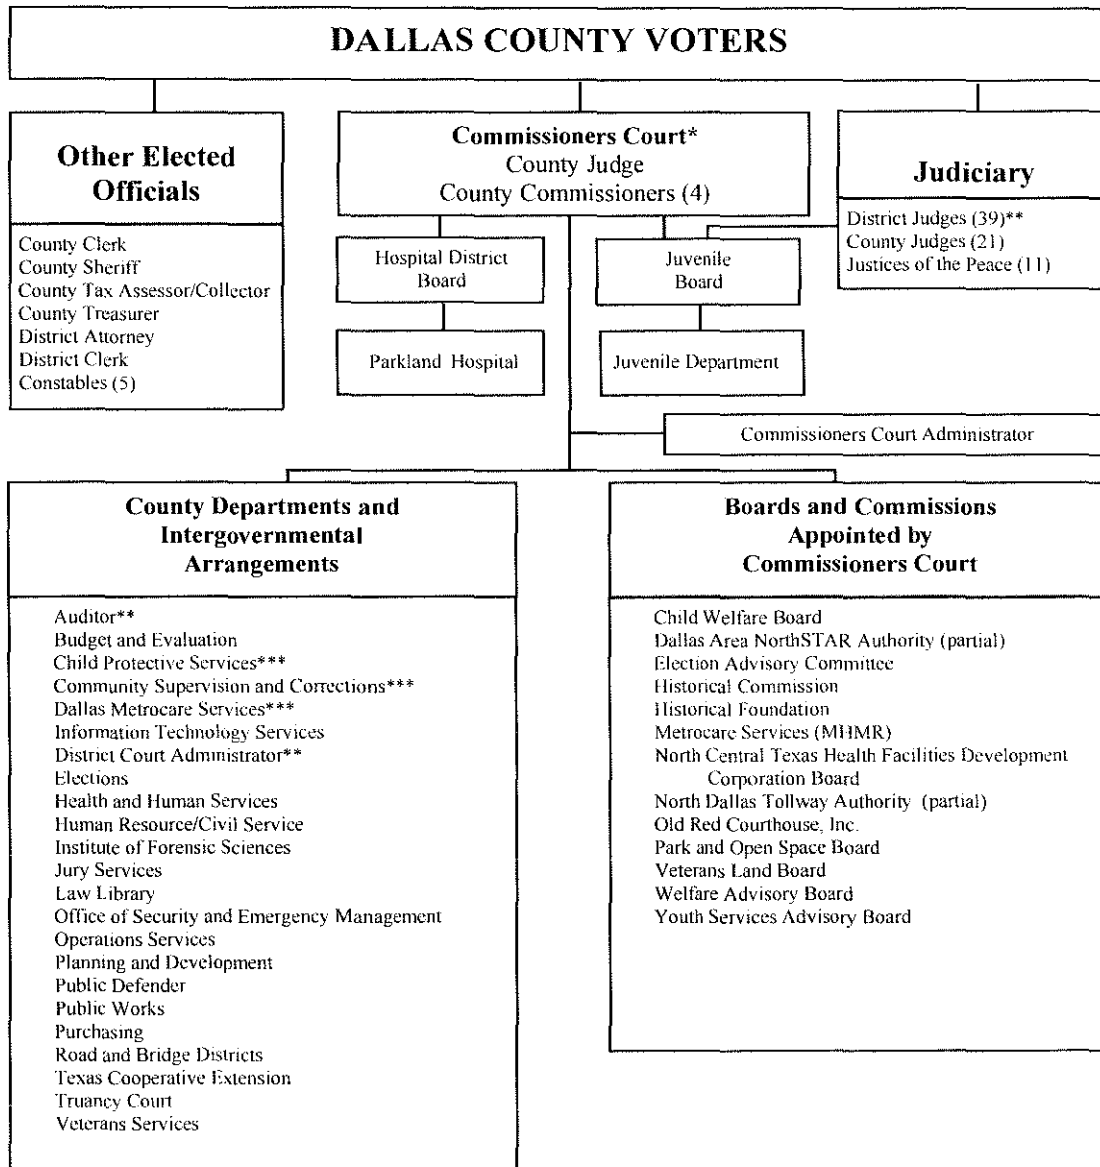 DALLAS COUNTY VOTERS
Other Elected
Officials
County Clerk
County Sheriff
County Tax Assessor/Collector
County Treasurer
District Attorney
District Clerk
Constables (5)
Commissioners Court*
County Judge
County Commissioners (4)
Hospital District
Board
Parkland Hospital
Juvenile
Board
Juvenile Department
Judiciary
District Judges (39)**
County Judges (21)
Justices of the Peace (11)
Commissioners Court Administrator
County Departments and
Intergovernmental
Arrangements
Auditor**
Budget and Evaluation
Child Protective Services***
Community Supervision and Corrections***
Dallas Metrocare Services***
Information Technology Services
District Court Administrator**
Elections
Health and Human Services
Human Resource/Civil Service
Institute of Forensic Sciences
Jury Services
Law Library
Office of Security and Emergency Management
Operations Services
Planning and Development
Public Defender
Public Works
Purchasing
Road and Bridge Districts
Texas Cooperative Extension
Truancy Court
Veterans Services
Boards and Commissions
Appointed by
Commissioners Court
Child Welfare Board
Dallas Area NorthSTAR Authority (partial)
Election Advisory Committee
Historical Commission
Historical Foundation
Metrocare Services (MHMR)
North Central Texas Health Facilities Development
Corporation Board
North Dallas Tollway Authority (partial)
Old Red Courthouse, Inc.
Park and Open Space Board
Veterans Land Board
Welfare Advisory Board
Youth Services Advisory Board